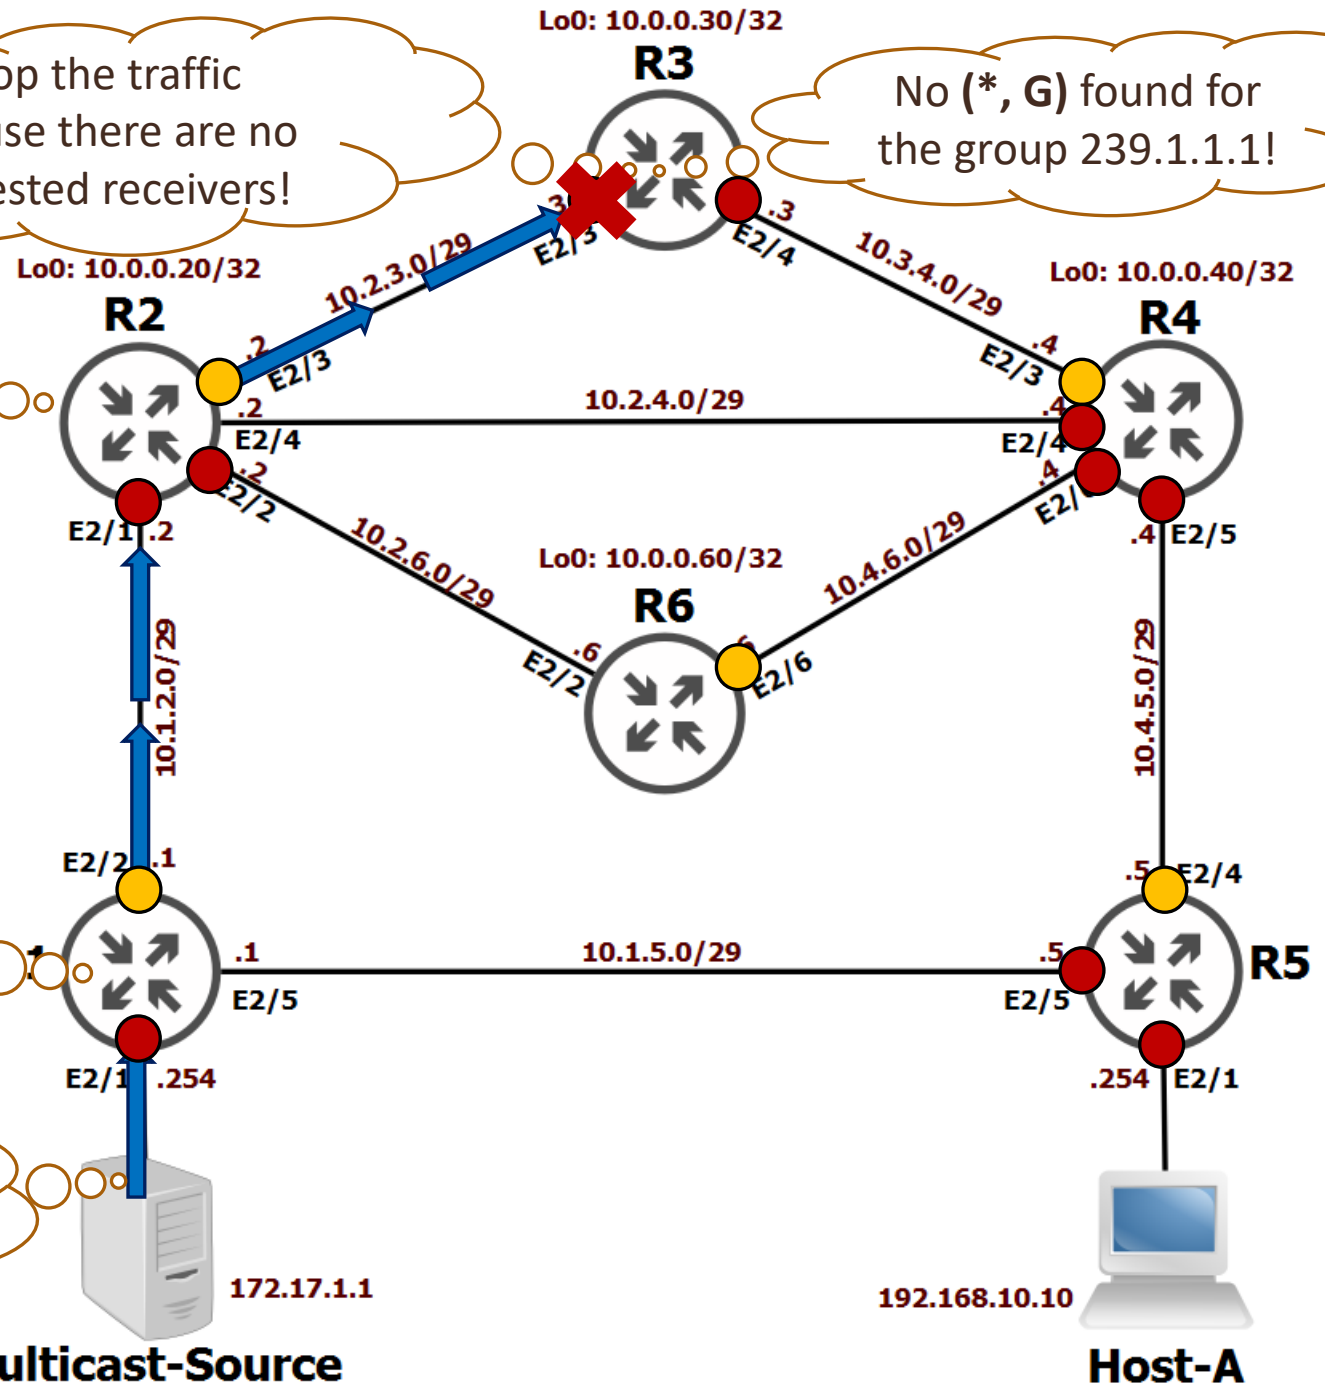 Lo0: 10.0.0.30/32
R3
op the traffic
use there are no
ested receivers!
No (*, G) found for
the group 239.1.1.1!
.3
E2/3
.3
E2/4
10.2.3.0/29
10.3.4.0/29
Lo0: 10.0.0.20/32
R2
Lo0: 10.0.0.40/32
R4
.2
E2/3
.4
E2/3
.2
10.2.4.0/29
.4
E2/4
E2/4
.2
E2/2
.4
E2/
E2/1
.2
.4
E2/5
10.2.6.0/29
10.4.6.0/29
Lo0: 10.0.0.60/32
R6
.6
E2/2
E2/6
10.1.2.0/29
10.4.5.0/29
E2/2
.1
.5
E2/4
.1
10.1.5.0/29
.5
R5
E2/5
E2/5
E2/1
.254
.254
E2/1
172.17.1.1
192.168.10.10
ulticast-Source
Host-A